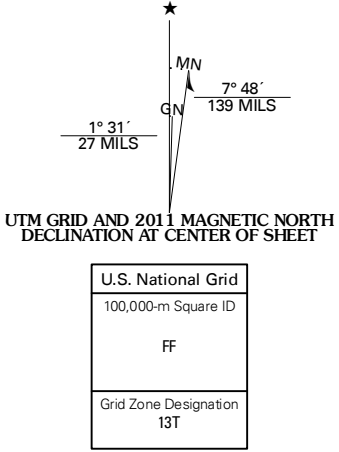 ★
MN
GN
7° 48´
139 MILS
1° 31´
27 MILS
UTM GRID AND 2011 MAGNETIC NORTH
DECLINATION AT CENTER OF SHEET
U.S. National Grid
100,000-m Square ID
FF
Grid Zone Designation
13T